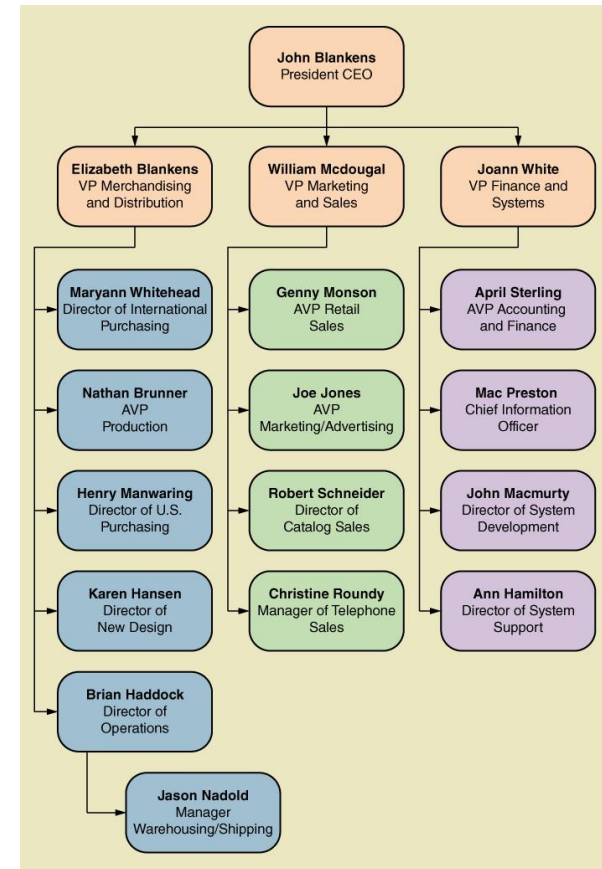 John Blankens
President CEO
Elizabeth Blankens
VP Merchandising
and Distribution
William Mcdougal
VP Marketing
and Sales
Joann White
VP Finance and
Systems
Maryann Whitehead
Director of International
Purchasing
Genny Monson
AVP Retail
Sales
April Sterling
AVP Accounting
and Finance
Nathan Brunner
AVP
Production
Joe Jones
AVP
Marketing/Advertising
Mac Preston
Chief Information
Officer
Henry Manwaring
Director of U.S.
Purchasing
Robert Schneider
Director of
Catalog Sales
John Macmurty
Director of System
Development
Karen Hansen
Director of
New Design
Christine Roundy
Manager of Telephone
Sales
Ann Hamilton
Director of System
Support
Brian Haddock
Director of
Operations
Jason Nadold
Manager
Warehousing/Shipping